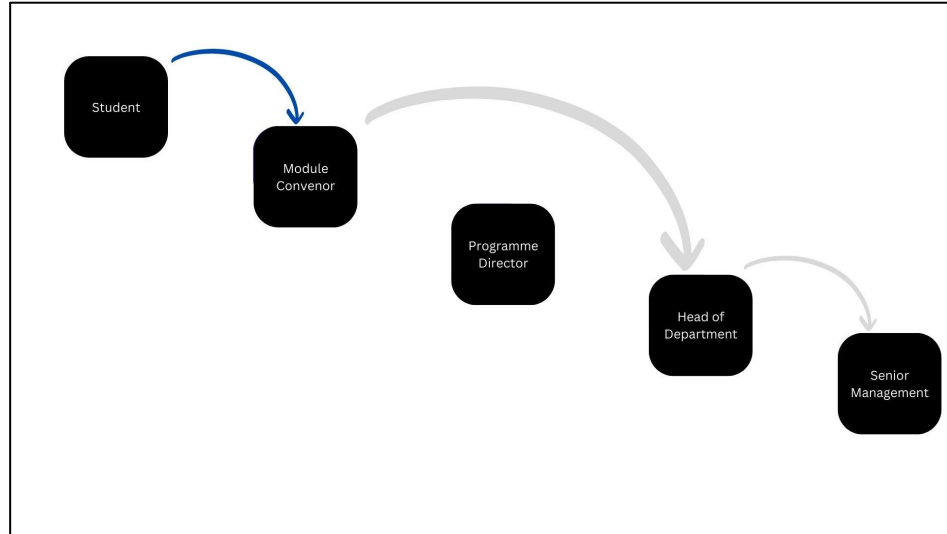 Student
Module
Convenor
Programme
Director
Head of
Department
Senior
Management